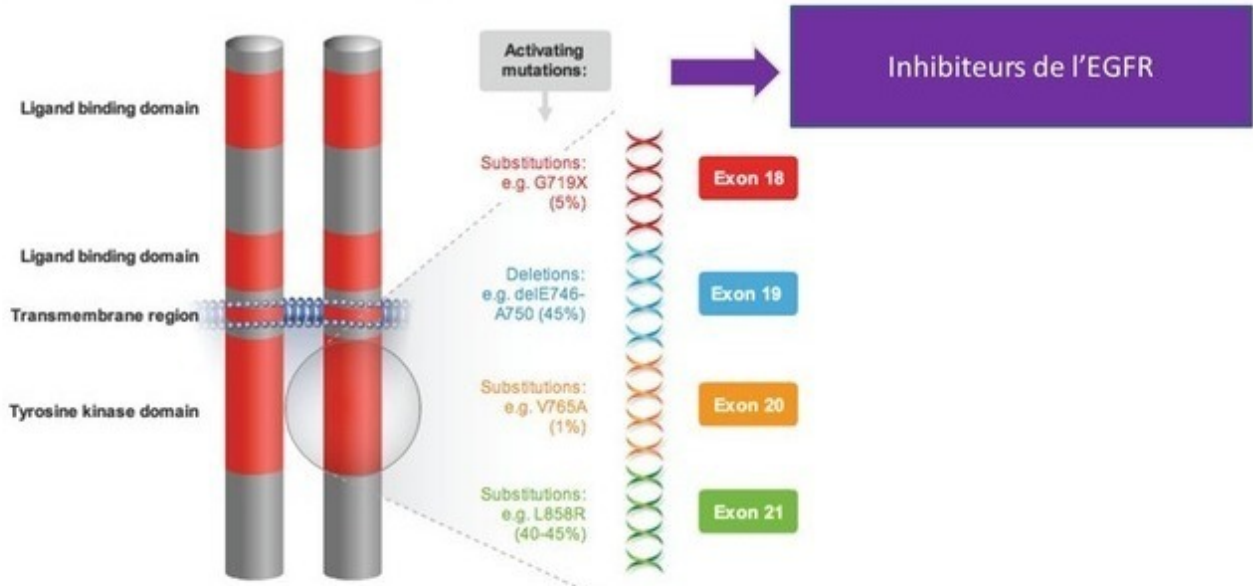 Activating
mutations:
Inhibiteurs de l'EGFR
Ligand binding domain
Substitutions:
e.g. G719X
(5%)
Exon 18
Ligand binding domain
Deletions:
e.g. delE746-
A750 (45%)
Exon 19
Transmembrane region
Substitutions:
e.g. V765A
(1%)
Exon 20
Tyrosine kinase domain
Substitutions:
e.g. L858R
(40-45%)
Exon 21